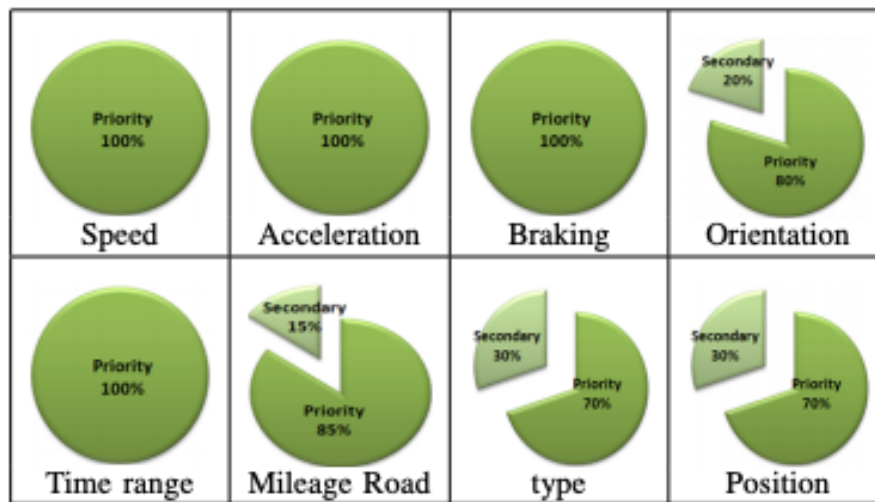 Priority
100%
Speed
Priority
100%
Acceleration
Priority
100%
Braking
Secondary
20%
Priority
80%
Orientation
Priority
100%
Time range
Secondary
15%
Priority
85%
Mileage Road
Secondary
30%
Priority
70%
type
Secondary
30%
Priority
70%
Position